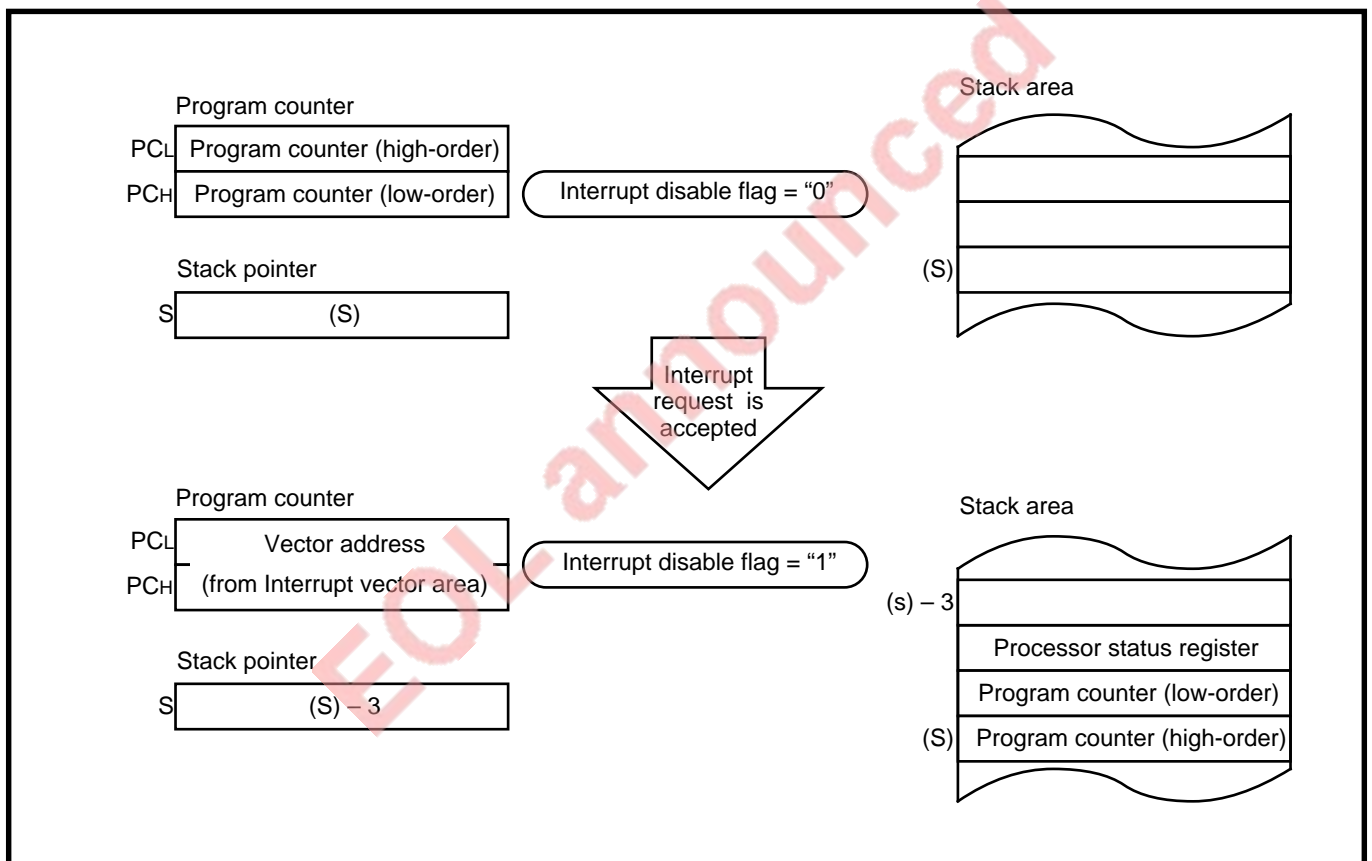 Program counter
PCL Program counter (high-order)
PCH Program counter (low-order)
Interrupt disable flag = “0”
Stack pointer
S (S)
Stack area
(S)
Interrupt
request is
accepted
Program counter
PCL Vector address
PCH (from Interrupt vector area)
Interrupt disable flag = “1”
Stack pointer
S (S) – 3
Stack area
(s) – 3
Processor status register
Program counter (low-order)
(S) Program counter (high-order)
EOL announced